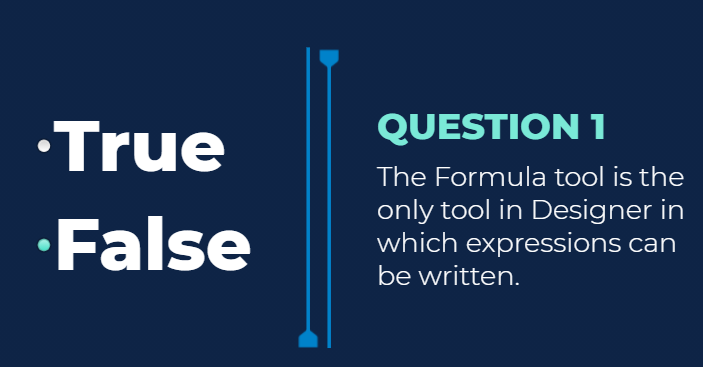 •True
•False
QUESTION 1
The Formula tool is the
only tool in Designer in
which expressions can
be written.